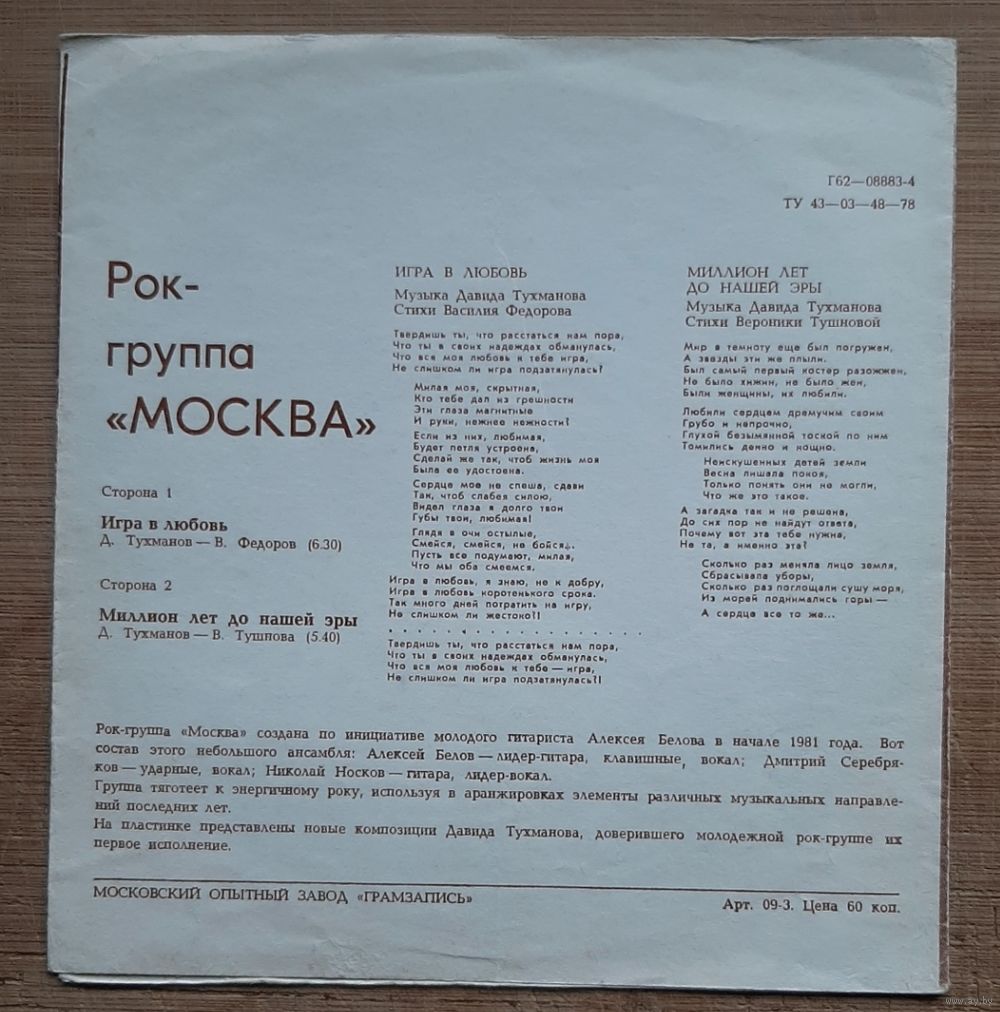 Г62—08883-4
ТУ 43—03—48—78
Рок-
группа
«МОСКВА»
Сторона 1
Игра в любовь
Д. Тухманов — В. Федоров (6.30)
Сторона 2
Миллион лет до нашей эры
Д. Тухманов — В. Тушнова (5.40)
ИГРА В ЛЮБОВЬ
Музыка Давида Тухманова
Стихи Василия Федорова
Твердишь ты, что расстаться нам пора,
Что ты в своих надеждах обманулась,
Что вся моя любовь к тебе игра,
Не слишком ли игра подзатянулась?
Милая моя, скрытная,
Кто тебе дал из грешности
Эти глаза магнитные
И руки, нежнее нежности?
Если из них, любимая,
Будет петля устроена,
Сделай же так, чтоб жизнь моя
Была ее удостоена.
Сердце мое не спеша, сдави
Так, чтоб слабея силою,
Видел глаза я долго твои
Губы твои, любимая!
Глядя в очи остылые,
Смейся, смейся, не бойся...
Пусть все подумают, милая,
Что мы оба смеемся.
Игра в любовь, я знаю, не к добру,
Игра в любовь коротенького срока.
Так много дней потратить на игру,
Не слишком ли жестоко?!
. . . . . . . . . . . . . . . . . .
Твердишь ты, что расстаться нам пора,
Что ты в своих надеждах обманулась,
Что вся моя любовь к тебе — игра,
Не слишком ли игра подзатянулась?!
МИЛЛИОН ЛЕТ
ДО НАШЕЙ ЭРЫ
Музыка Давида Тухманова
Стихи Вероники Тушновой
Мир в темноту еще был погружен,
А звезды эти же плыли.
Был самый первый костер разожжен,
Не было хижин, не было жен,
Были женщины, их любили.
Любили сердцем дремучим своим
Грубо и непрочно,
Глухой безымянной тоской по ним
Томились денно и нощно.
Неискушенных детей земли
Весна лишала покоя,
Только понять они не могли,
Что же это такое.
А загадка так и не решена,
До сих пор не найдут ответа,
Почему вот эта тебе нужна,
Не та, а именно эта?
Сколько раз меняла лицо земля,
Сбрасывала уборы,
Сколько раз поглощали сушу моря,
Из морей поднимались горы —
А сердце все то же...
Рок-группа «Москва» создана по инициативе молодого гитариста Алексея Белова в начале 1981 года. Вот
состав этого небольшого ансамбля: Алексей Белов — лидер-гитара, клавишные, вокал; Дмитрий Серебря-
ков — ударные, вокал; Николай Носков — гитара, лидер-вокал.
Группа тяготеет к энергичному року, используя в аранжировках элементы различных музыкальных направле-
ний последних лет.
На пластинке представлены новые композиции Давида Тухманова, доверившего молодежной рок-группе их
первое исполнение.
МОСКОВСКИЙ ОПЫТНЫЙ ЗАВОД «ГРАМЗАПИСЬ»
Арт. 09-3. Цена 60 коп.
www.ay.by